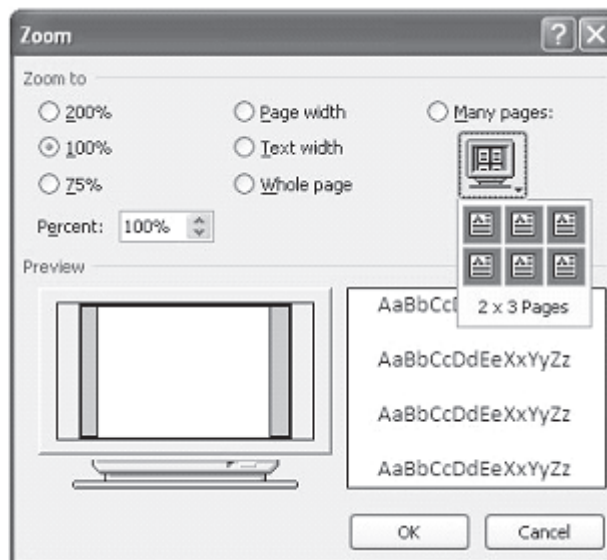 Zoom
Zoom to
200%
Page width
Many pages:
100%
Text width
75%
Whole page
Percent: 100%
2 x 3 Pages
Preview
AaBbCcD
AaBbCcDdEeXxYyZz
AaBbCcDdEeXxYyZz
AaBbCcDdEeXxYyZz
OK
Cancel